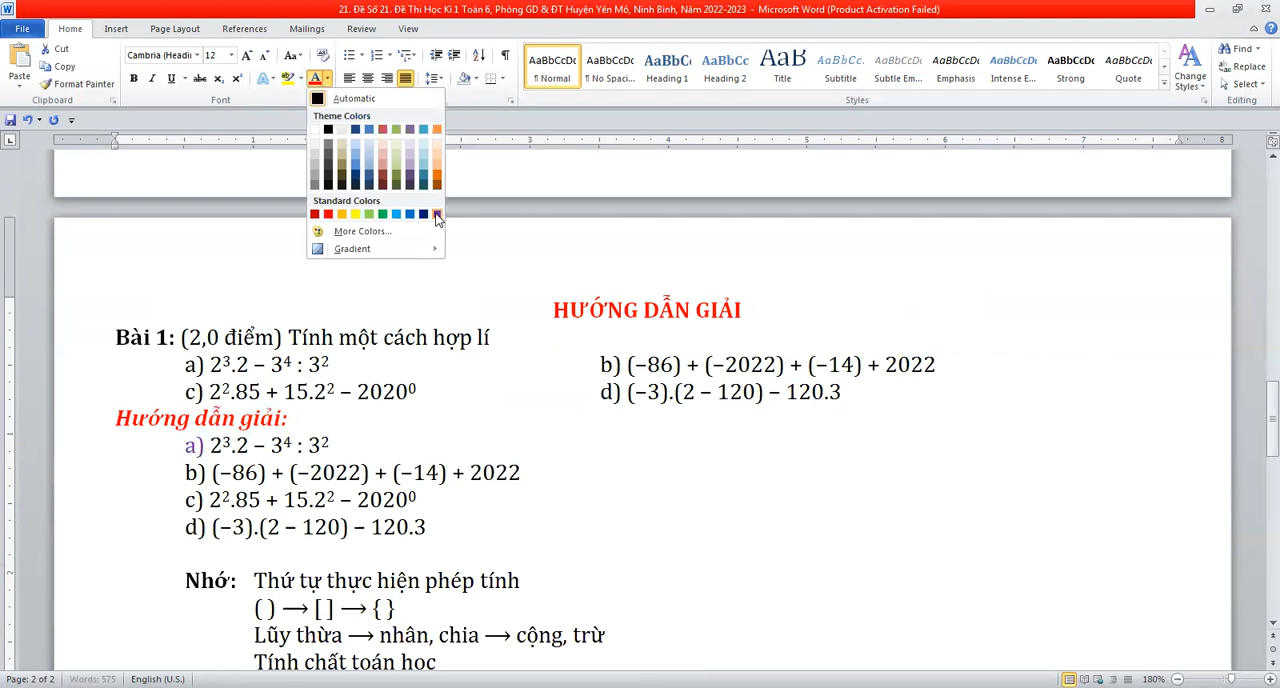 21. Đề Số 21. Đề Thi Học Kì 1 Toán 6, Phòng GD & ĐT Huyện Yên Mô, Ninh Bình, Năm 2022-2023 - Microsoft Word (Product Activation Failed)
File Home Insert Page Layout References Mailings Review View
Cut
Copy
Format Painter
Paste
Clipboard
Cambria (Headi 12
Font
AaBbCcDc AaBbCcDc AaBbCc AaBbCc AaB AaBbCc. AaBbCcDc AaBbCcDc AaBbCcDc AaBbCcDc AaBbCcDc
¶ Normal ¶ No Spaci... Heading 1 Heading 2 Title Subtitle Subtle Em... Emphasis Intense E... Strong Quote
Styles
Change Styles
Find
Replace
Select
Editing
Automatic
Theme Colors
Standard Colors
More Colors...
Gradient
1 3 4 5 6 7 8
HƯỚNG DẪN GIẢI
Bài 1: (2,0 điểm) Tính một cách hợp lí
a) 2³.2 − 3⁴ : 3² b) (−86) + (−2022) + (−14) + 2022
c) 2².85 + 15.2² − 2020⁰ d) (−3).(2 − 120) − 120.3
Hướng dẫn giải:
a) 2³.2 − 3⁴ : 3²
b) (−86) + (−2022) + (−14) + 2022
c) 2².85 + 15.2² − 2020⁰
d) (−3).(2 − 120) − 120.3
Nhớ: Thứ tự thực hiện phép tính
( ) ⟶ [ ] ⟶ { }
Lũy thừa ⟶ nhân, chia ⟶ cộng, trừ
Tính chất toán học
Page: 2 of 2 Words: 575 English (U.S.) 180%